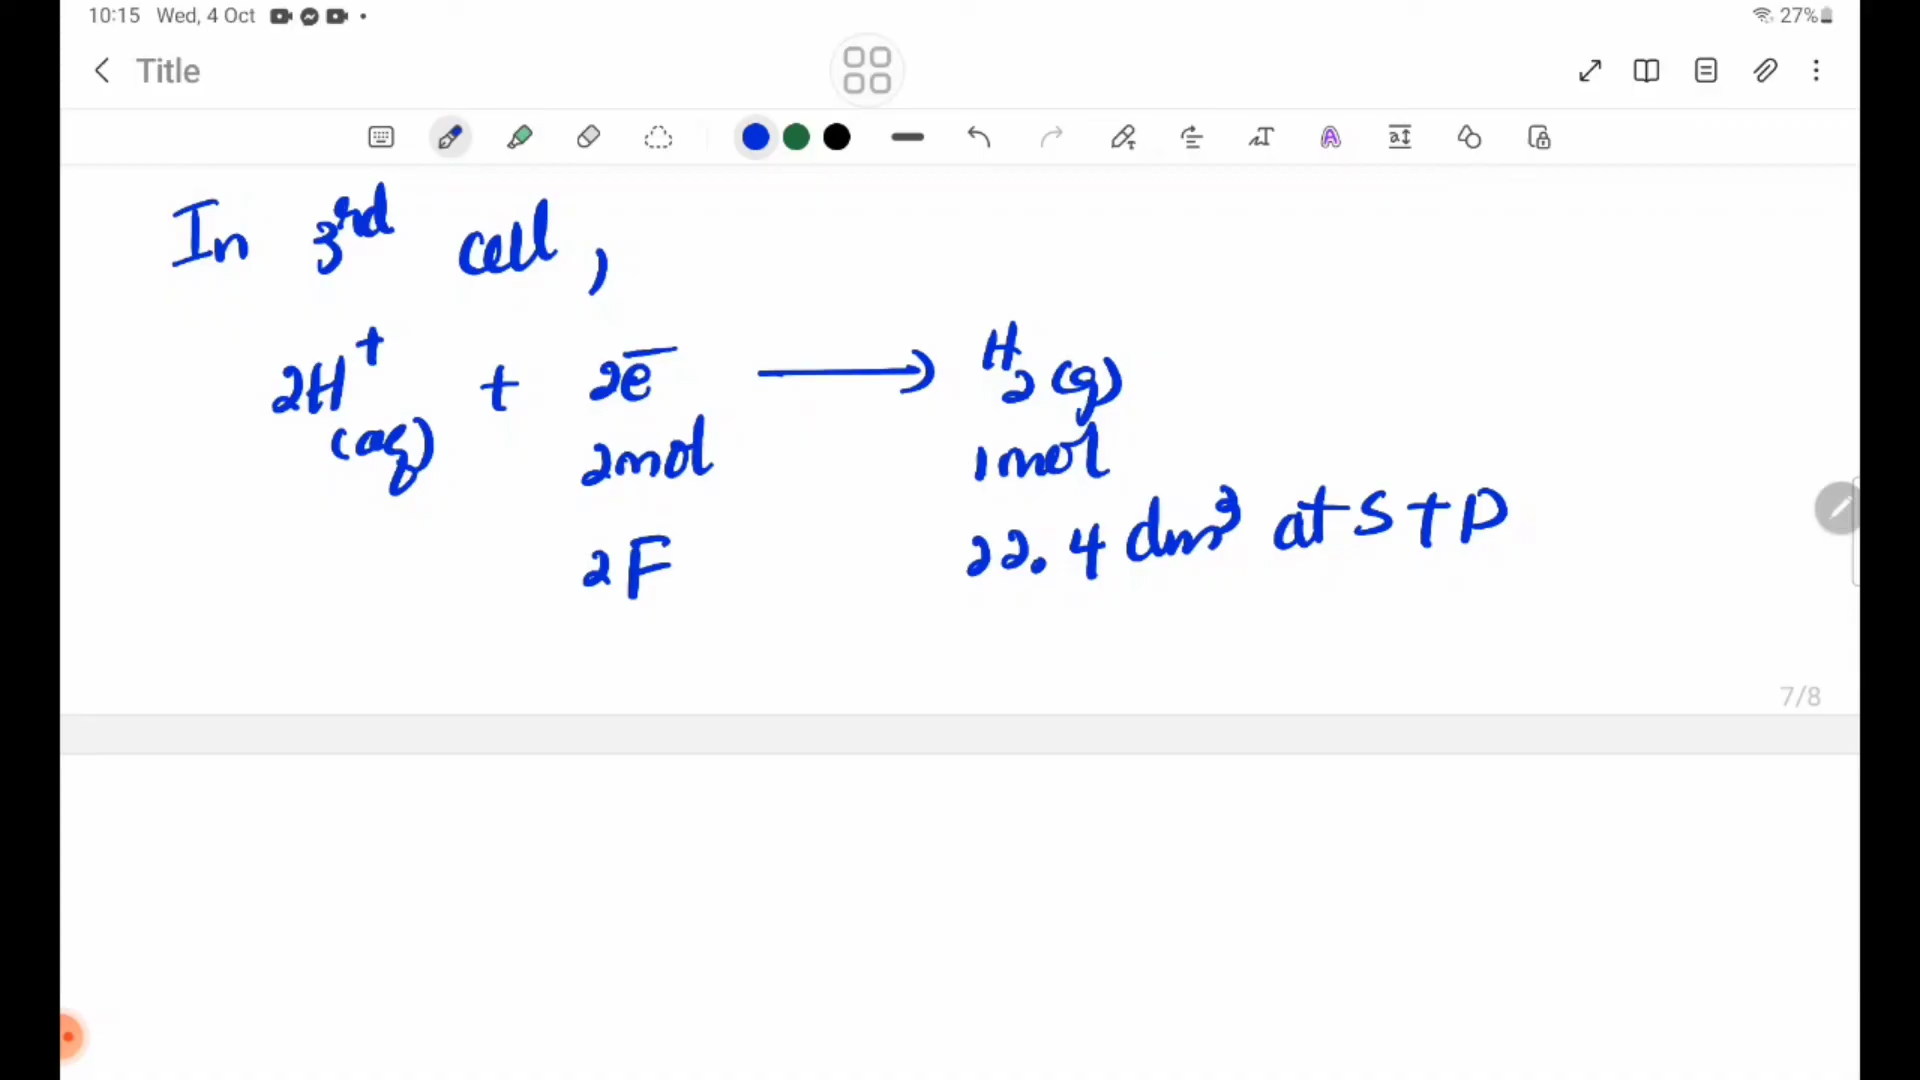 10:15 Wed, 4 Oct
27%
Title
In 3rd cell,
2H+ (aq) + 2e‾ ⟶ H2(g)
2mol 1mol
2F 22.4 dm³ at STP
7/8